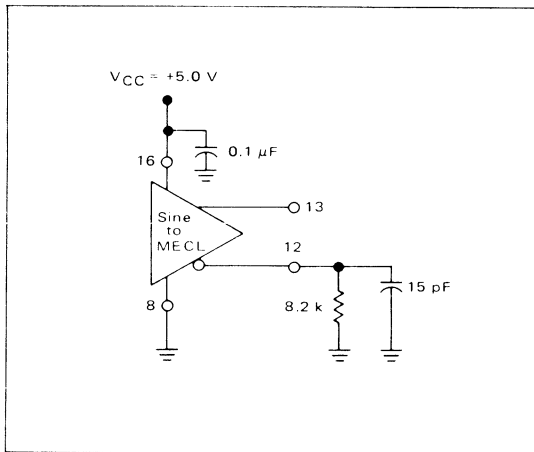 VCC = +5.0 V
0.1 µF
16
Sine
to
MECL
13
12
8
8.2 k
15 pF